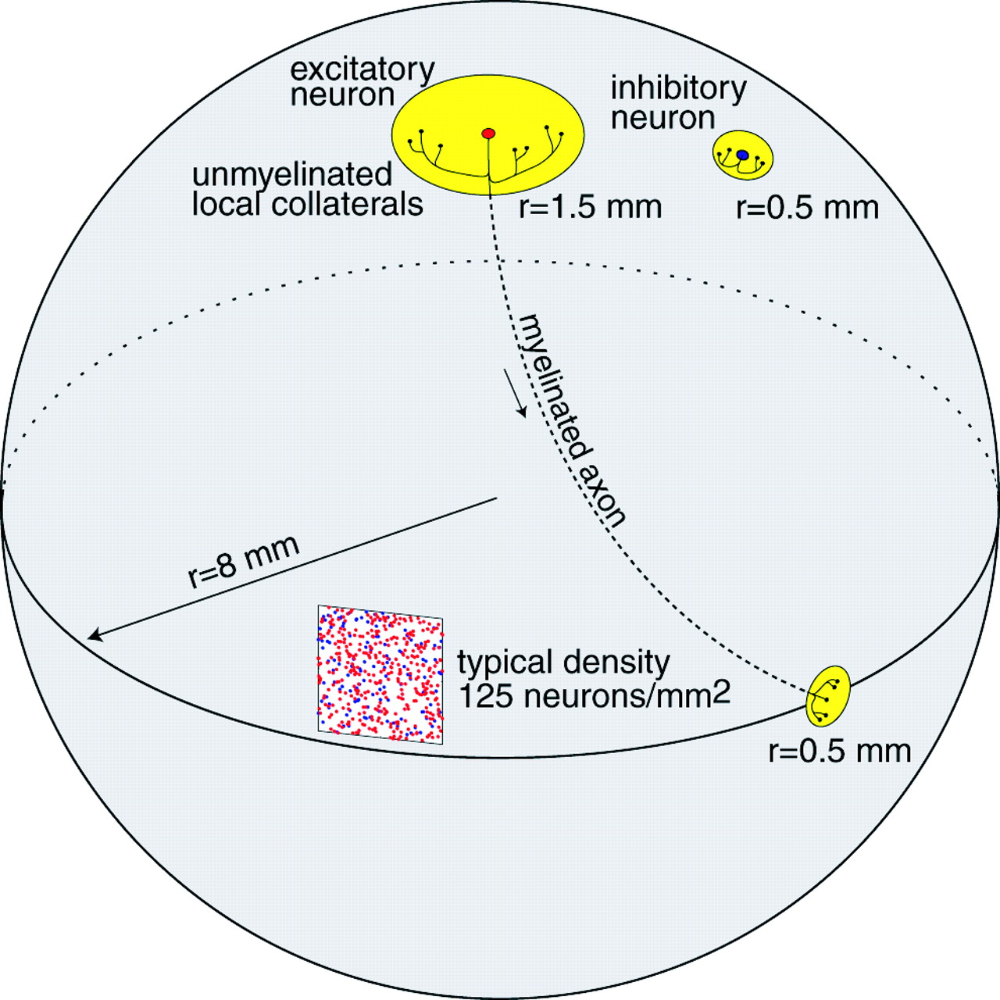 excitatory
neuron
inhibitory
neuron
unmyelinated
local collaterals
r=1.5 mm
r=0.5 mm
myelinated axon
r=8 mm
typical density
125 neurons/mm2
r=0.5 mm